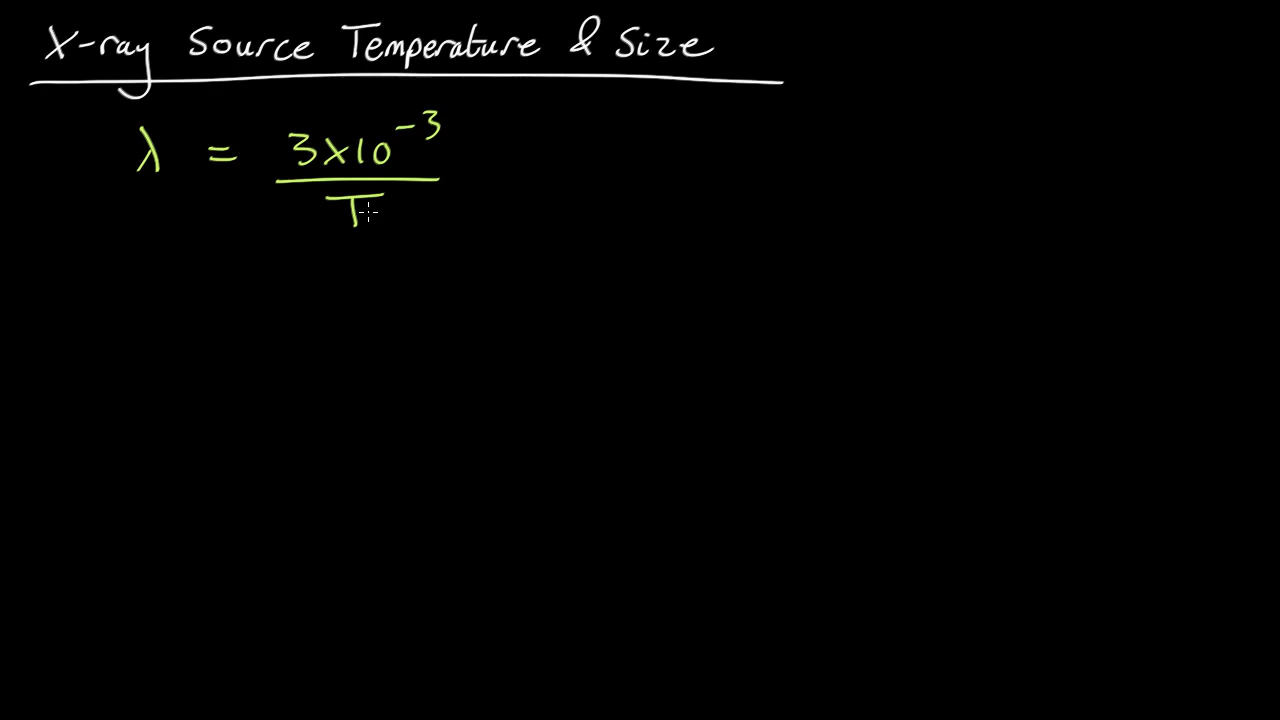 X-ray Source Temperature & Size
λ = 3×10⁻³
T